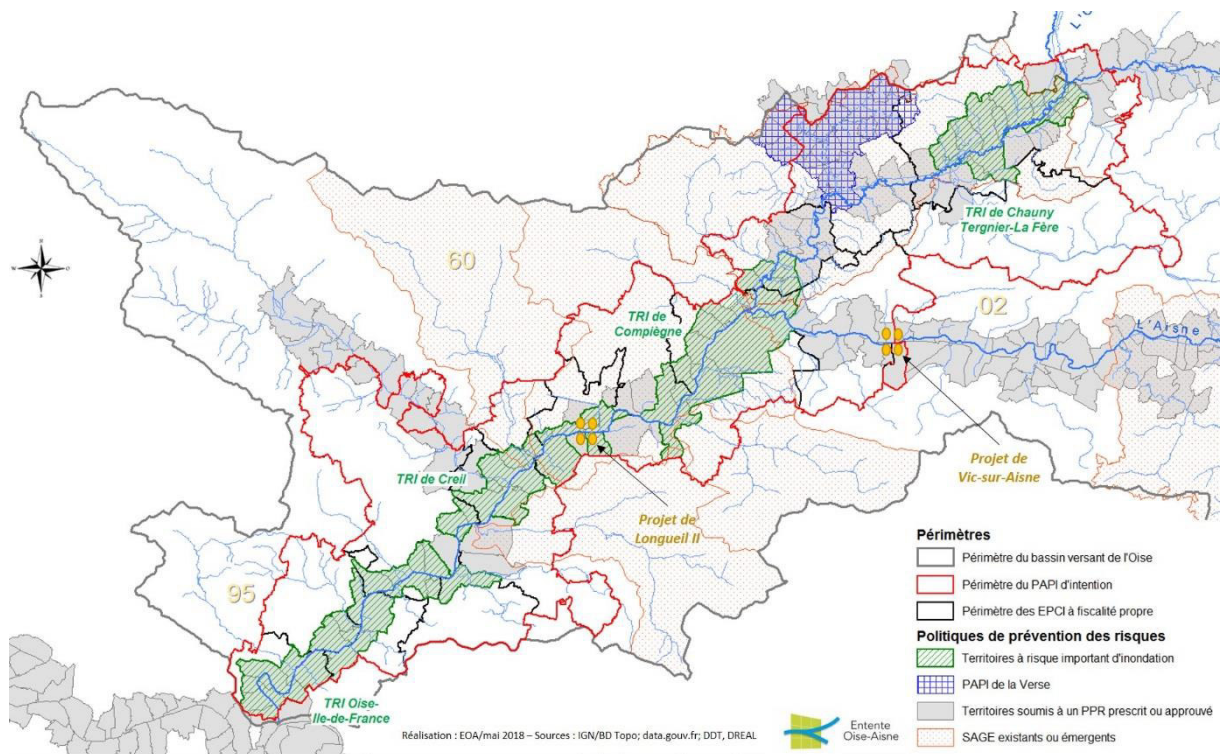 L'O
60
TRI de Chauny
Tergnier-La Fère
TRI de
Compiègne
02
L'Aisne
TRI de Creil
Projet de
Longueil II
Projet de
Vic-sur-Aisne
95
TRI Oise-
Ile-de-France
Périmètres
Périmètre du bassin versant de l'Oise
Périmètre du PAPI d'intention
Périmètre des EPCI à fiscalité propre
Politiques de prévention des risques
Territoires à risque important d'inondation
PAPI de la Verse
Territoires soumis à un PPR prescrit ou approuvé
SAGE existants ou émergents
Réalisation : EOA/mai 2018 – Sources : IGN/BD Topo; data.gouv.fr; DDT, DREAL
Entente
Oise-Aisne